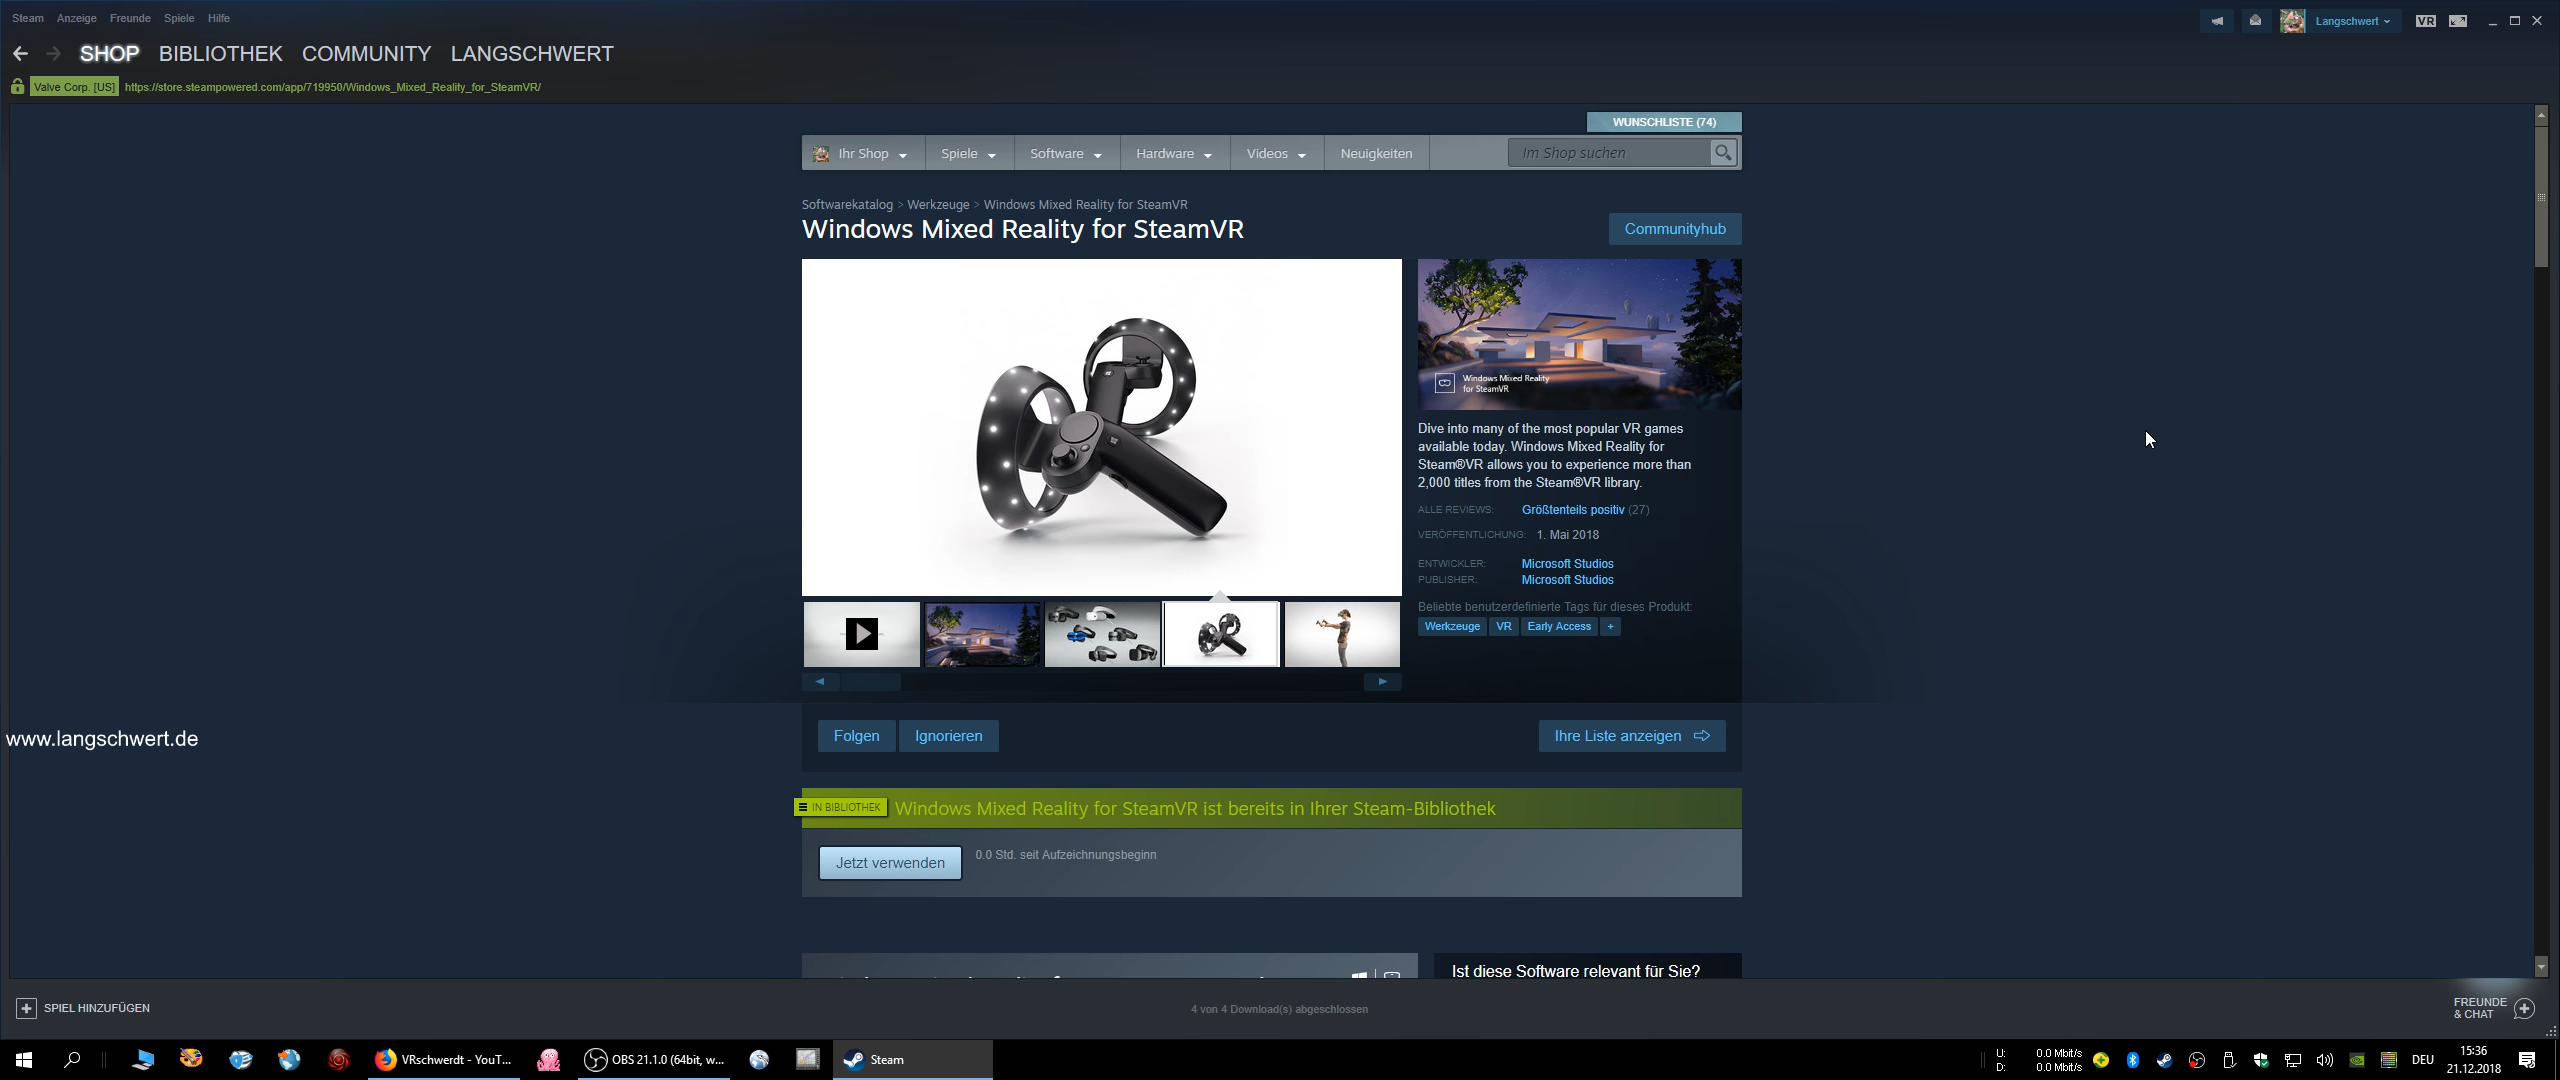 Steam Anzeige Freunde Spiele Hilfe
Langschwert
VR
SHOP BIBLIOTHEK COMMUNITY LANGSCHWERT
Valve Corp. [US] https://store.steampowered.com/app/719950/Windows_Mixed_Reality_for_SteamVR/
WUNSCHLISTE (74)
Ihr Shop Spiele Software Hardware Videos Neuigkeiten Im Shop suchen
Softwarekatalog > Werkzeuge > Windows Mixed Reality for SteamVR
Windows Mixed Reality for SteamVR
Communityhub
Windows Mixed Reality
for SteamVR
Dive into many of the most popular VR games
available today. Windows Mixed Reality for
Steam®VR allows you to experience more than
2,000 titles from the Steam®VR library.
ALLE REVIEWS: Größtenteils positiv (27)
VERÖFFENTLICHUNG: 1. Mai 2018
ENTWICKLER: Microsoft Studios
PUBLISHER: Microsoft Studios
Beliebte benutzerdefinierte Tags für dieses Produkt:
Werkzeuge VR Early Access +
Folgen Ignorieren Ihre Liste anzeigen
www.langschwert.de
IN BIBLIOTHEK Windows Mixed Reality for SteamVR ist bereits in Ihrer Steam-Bibliothek
Jetzt verwenden 0.0 Std. seit Aufzeichnungsbeginn
Ist diese Software relevant für Sie?
SPIEL HINZUFÜGEN 4 von 4 Download(s) abgeschlossen
FREUNDE
& CHAT
VRschwerdt - YouT... OBS 21.1.0 (64bit, w... Steam
U: 0.0 Mbit/s
D: 0.0 Mbit/s
DEU
15:36
21.12.2018